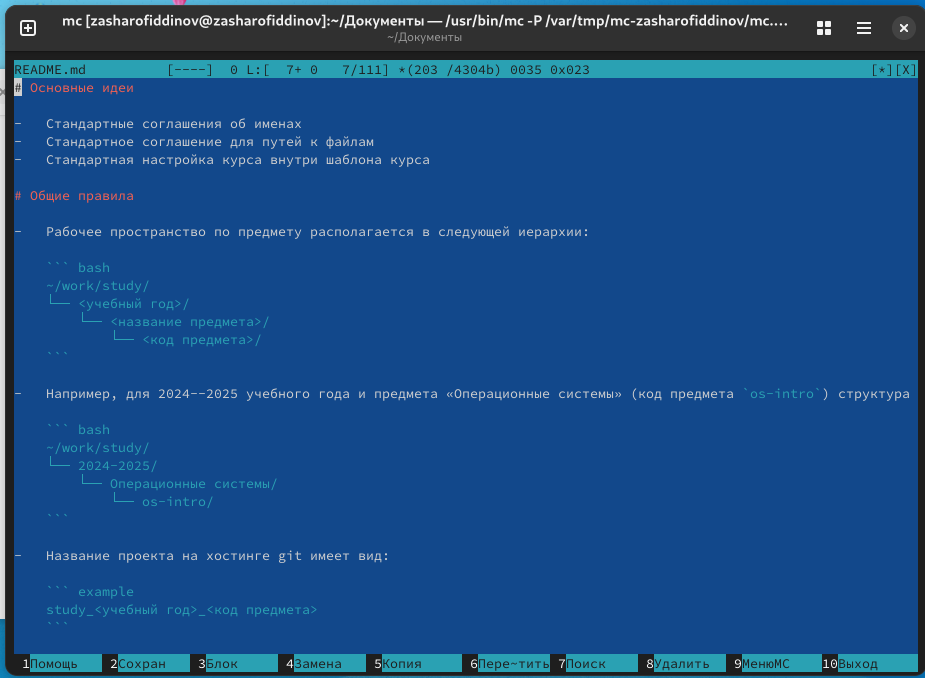 mc [zasharofiddinov@zasharofiddinov]:~/Документы — /usr/bin/mc -P /var/tmp/mc-zasharofiddinov/mc.…
~/Документы
README.md [----] 0 L:[ 7+ 0 7/111] *(203 /4304b) 0035 0x023 [*][X]
# Основные идеи
- Стандартные соглашения об именах
- Стандартное соглашение для путей к файлам
- Стандартная настройка курса внутри шаблона курса
# Общие правила
- Рабочее пространство по предмету располагается в следующей иерархии:
``` bash
~/work/study/
└── <учебный год>/
└── <название предмета>/
└── <код предмета>/
```
- Например, для 2024--2025 учебного года и предмета «Операционные системы» (код предмета `os-intro`) структура
``` bash
~/work/study/
└── 2024-2025/
└── Операционные системы/
└── os-intro/
```
- Название проекта на хостинге git имеет вид:
``` example
study_<учебный год>_<код предмета>
```
1Помощь 2Сохран 3Блок 4Замена 5Копия 6Пере~тить 7Поиск 8Удалить 9МенюMC 10Выход